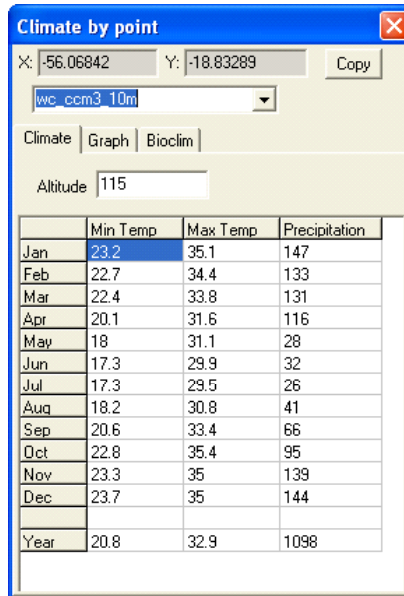 Climate by point
X: -56.06842 Y: -18.83289 Copy
wc_ccm3_10m
Climate Graph Bioclim
Altitude 115
Min Temp Max Temp Precipitation
Jan 23.2 35.1 147
Feb 22.7 34.4 133
Mar 22.4 33.8 131
Apr 20.1 31.6 116
May 18 31.1 28
Jun 17.3 29.9 32
Jul 17.3 29.5 26
Aug 18.2 30.8 41
Sep 20.6 33.4 66
Oct 22.8 35.4 95
Nov 23.3 35 139
Dec 23.7 35 144
Year 20.8 32.9 1098